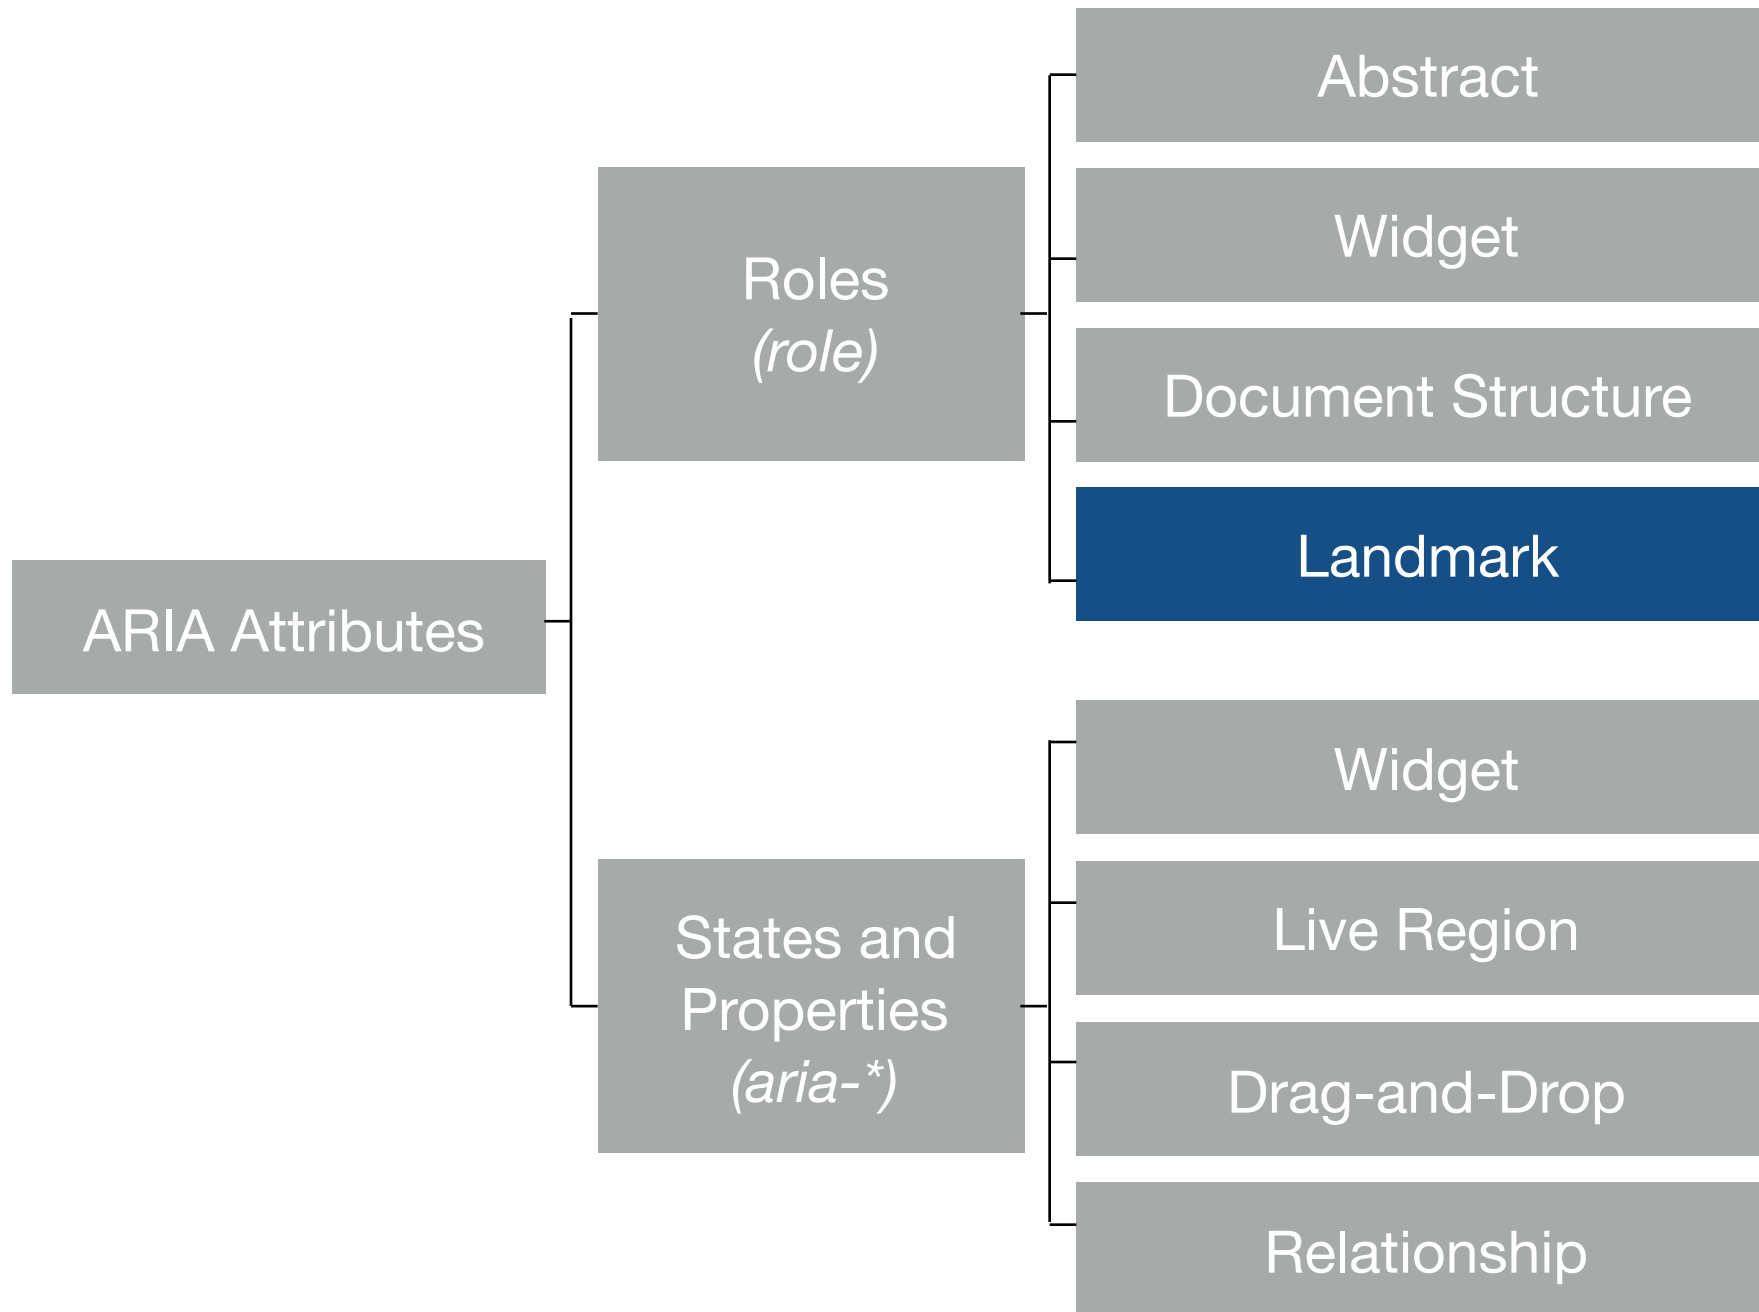 ARIA Attributes
Roles
(role)
Abstract
Widget
Document Structure
Landmark
States and
Properties
(aria-*)
Widget
Live Region
Drag-and-Drop
Relationship